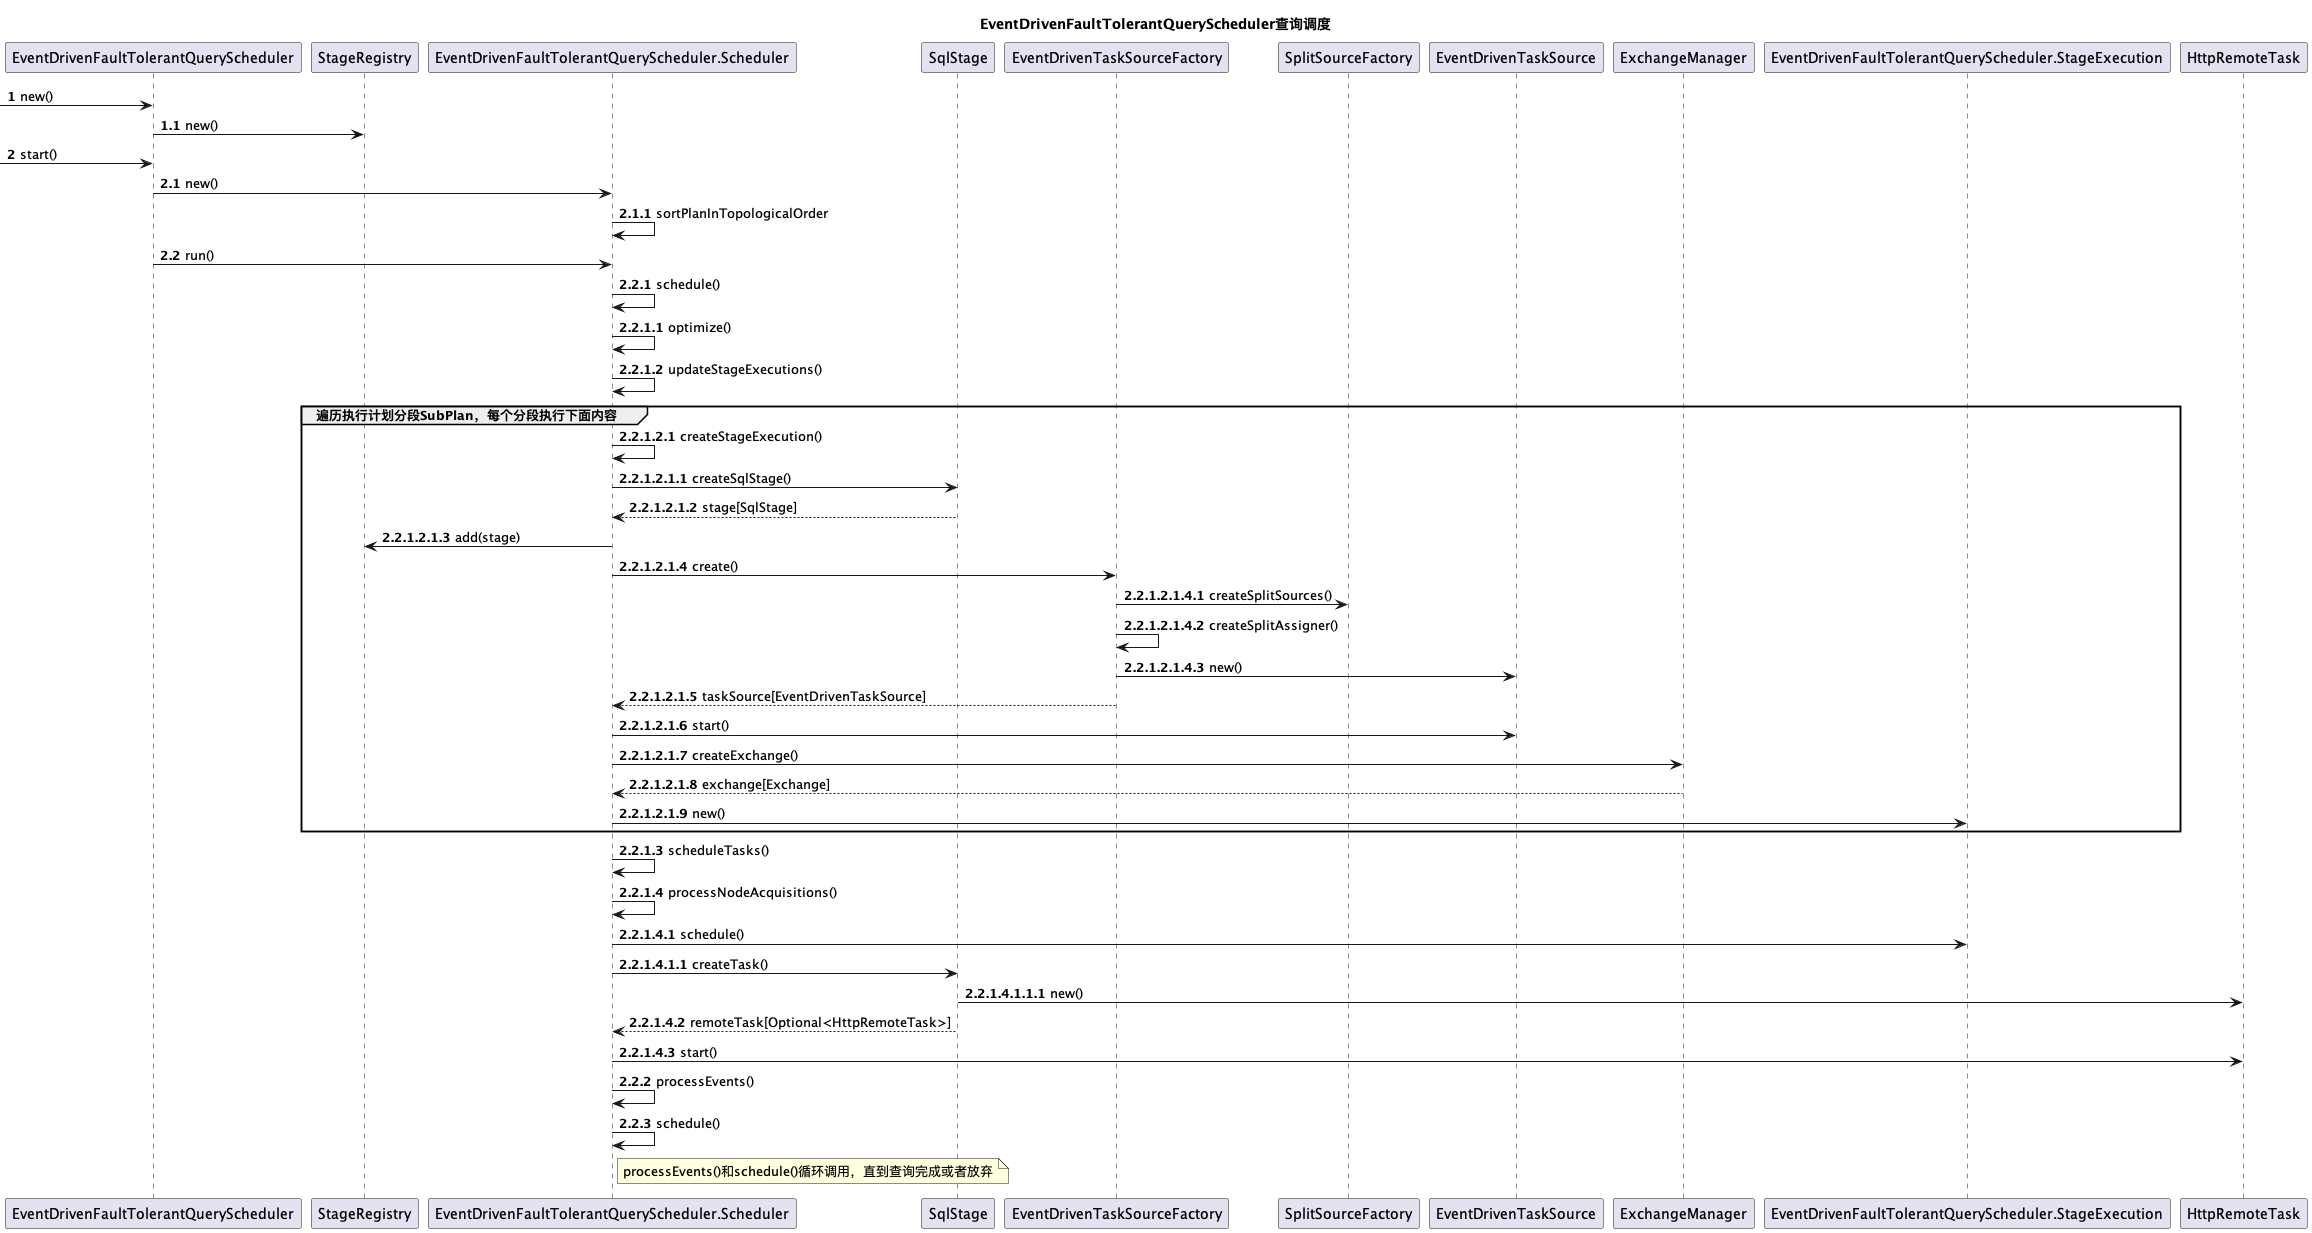 EventDrivenFaultTolerantQueryScheduler查询调度
EventDrivenFaultTolerantQueryScheduler
StageRegistry
EventDrivenFaultTolerantQueryScheduler.Scheduler
SqlStage
EventDrivenTaskSourceFactory
SplitSourceFactory
EventDrivenTaskSource
ExchangeManager
EventDrivenFaultTolerantQueryScheduler.StageExecution
HttpRemoteTask
1 new()
1.1 new()
2 start()
2.1 new()
2.1.1 sortPlanInTopologicalOrder
2.2 run()
2.2.1 schedule()
2.2.1.1 optimize()
2.2.1.2 updateStageExecutions()
遍历执行计划分段SubPlan，每个分段执行下面内容
2.2.1.2.1 createStageExecution()
2.2.1.2.1.1 createSqlStage()
2.2.1.2.1.2 stage[SqlStage]
2.2.1.2.1.3 add(stage)
2.2.1.2.1.4 create()
2.2.1.2.1.4.1 createSplitSources()
2.2.1.2.1.4.2 createSplitAssigner()
2.2.1.2.1.4.3 new()
2.2.1.2.1.5 taskSource[EventDrivenTaskSource]
2.2.1.2.1.6 start()
2.2.1.2.1.7 createExchange()
2.2.1.2.1.8 exchange[Exchange]
2.2.1.2.1.9 new()
2.2.1.3 scheduleTasks()
2.2.1.4 processNodeAcquisitions()
2.2.1.4.1 schedule()
2.2.1.4.1.1 createTask()
2.2.1.4.1.1.1 new()
2.2.1.4.2 remoteTask[Optional<HttpRemoteTask>]
2.2.1.4.3 start()
2.2.2 processEvents()
2.2.3 schedule()
processEvents()和schedule()循环调用，直到查询完成或者放弃
EventDrivenFaultTolerantQueryScheduler
StageRegistry
EventDrivenFaultTolerantQueryScheduler.Scheduler
SqlStage
EventDrivenTaskSourceFactory
SplitSourceFactory
EventDrivenTaskSource
ExchangeManager
EventDrivenFaultTolerantQueryScheduler.StageExecution
HttpRemoteTask